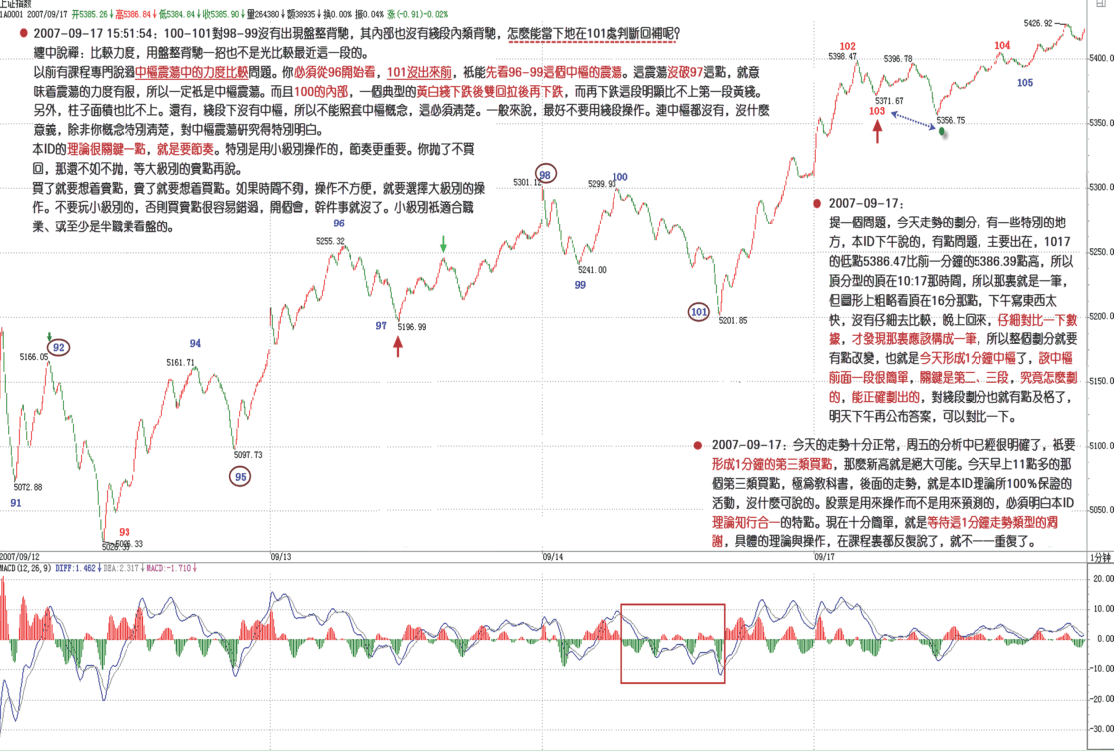 上证指数
1A0001 2007/09/17 开5385.26↓高5386.84↓低5384.84↓收5385.90↓量264380↓额38935↓换0.00% 振0.04% 涨(-0.91)-0.02%
2007-09-17 15:51:54：100-101對98-99沒有出現盤整背馳，其內部也沒有綫段內類背馳，怎麽能當下地在101處判斷回補呢?
纏中說禪：比較力度，用盤整背馳一招也不是光比較最近這一段的。
以前有課程專門說過中樞震蕩中的力度比較問題。你必須從96開始看，101沒出來前，祇能先看96-99這個中樞的震蕩。這震蕩沒破97這點，就意
味着震蕩的力度有限，所以一定衹是中樞震蕩。而且100的內部，一個典型的黃白綫下跌後雙回拉後再下跌，而再下跌這段明顯比不上第一段黃綫。
另外，柱子面積也比不上。還有，綫段下沒有中樞，所以不能照套中樞概念，這必須清楚。一般來說，最好不要用綫段操作。連中樞都沒有，沒什麽
意義，除非你概念特別清楚，對中樞震蕩研究得特別明白。
本ID的理論很關鍵一點，就是要節奏。特別是用小級別操作的，節奏更重要。你拋了不買
回，那還不如不拋，等大級別的賣點再說。
買了就要想着賣點，賣了就要想着買點。如果時間不夠，操作不方便，就要選擇大級別的操
作。不要玩小級別的，否則買賣點很容易錯過，開個會，幹件事就沒了。小級別衹適合職
業、或至少是半職業看盤的。
5426.92
102
5398.47
5396.78
104
105
5400.00
5371.67
103
5356.75
5350.00
98
5301.12
100
5299.9
5300.00
2007-09-17：
提一個問題，今天走勢的劃分，有一些特別的地
方，本ID下午說的，有點問題，主要出在，1017
的低點5386.47比前一分鐘的5386.39點高，所以
頂分型的頂在10:17那時間，所以那裏就是一筆，
但圖形上粗略看頂在16分那點，下午寫東西太
快，沒有仔細去比較，晚上回來，仔細對比一下數
據，才發現那裏應該構成一筆，所以整個劃分就要
有點改變，也就是今天形成1分鐘中樞了，該中樞
前面一段很簡單，關鍵是第二、三段，究竟怎麽劃
的，能正確劃出的，對綫段劃分也就有點及格了，
明天下午再公布答案，可以對比一下。
96
5255.32
5241.00
99
5250.00
97
5196.99
101
5201.85
5200.00
92
5166.05
94
5161.71
5150.00
5097.73
95
5100.00
2007-09-17：今天的走勢十分正常，周五的分析中已經很明確了，衹要
形成1分鐘的第三類買點，那麽新高就是絕大可能。今天早上11點多的那
個第三類買點，極爲教科書，後面的走勢，就是本ID理論所100%保證的
活動，沒什麽可說的。股票是用來操作而不是用來預測的，必須明白本ID
理論知行合一的特點。現在十分簡單，就是等待這1分鐘走勢類型的凋
謝，具體的理論與操作，在課程裏都反復說了，就不一一重復了。
5072.88
91
5050.00
93
2007/09/12
09/13
09/14
09/17
1分钟
MACD(12,26,9) DIFF:1.462↓DEA:2.317↓MACD:-1.710↓
20.00
10.00
0.00
-10.00
-20.00
-30.00